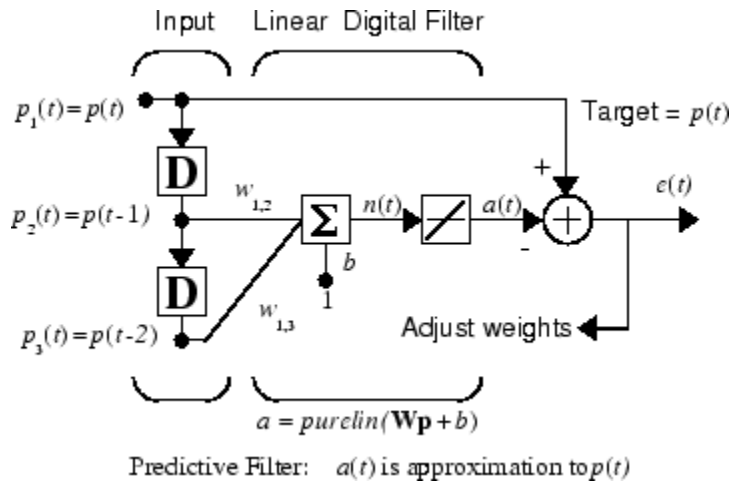 Input Linear Digital Filter
p1(t)=p(t)
Target = p(t)
D
+
e(t)
p2(t)=p(t-1)
w1,2
Σ
n(t)
a(t)
-
+
b
D
1
w1,3
p3(t)=p(t-2)
Adjust weights
a = purelin(Wp+b)
Predictive Filter: a(t) is approximation to p(t)